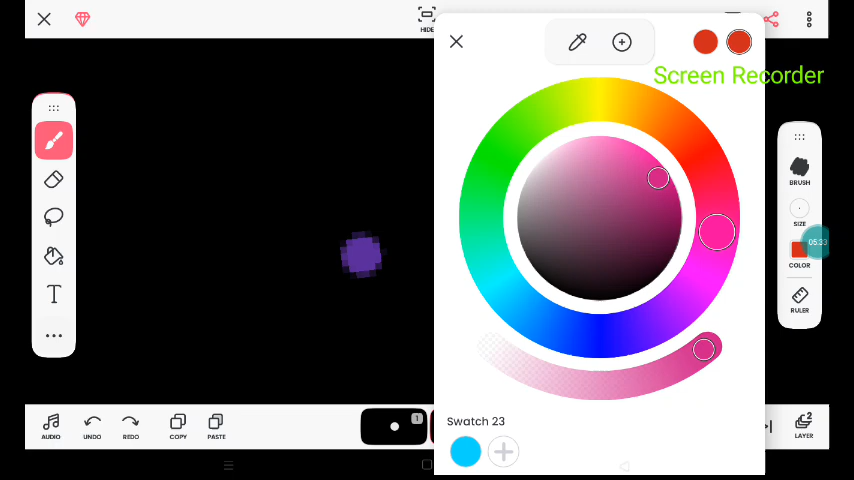 HIDE
Screen Recorder
BRUSH
SIZE
05:33
COLOR
RULER
T
Swatch 23
AUDIO
UNDO
REDO
COPY
PASTE
1
2
LAYER